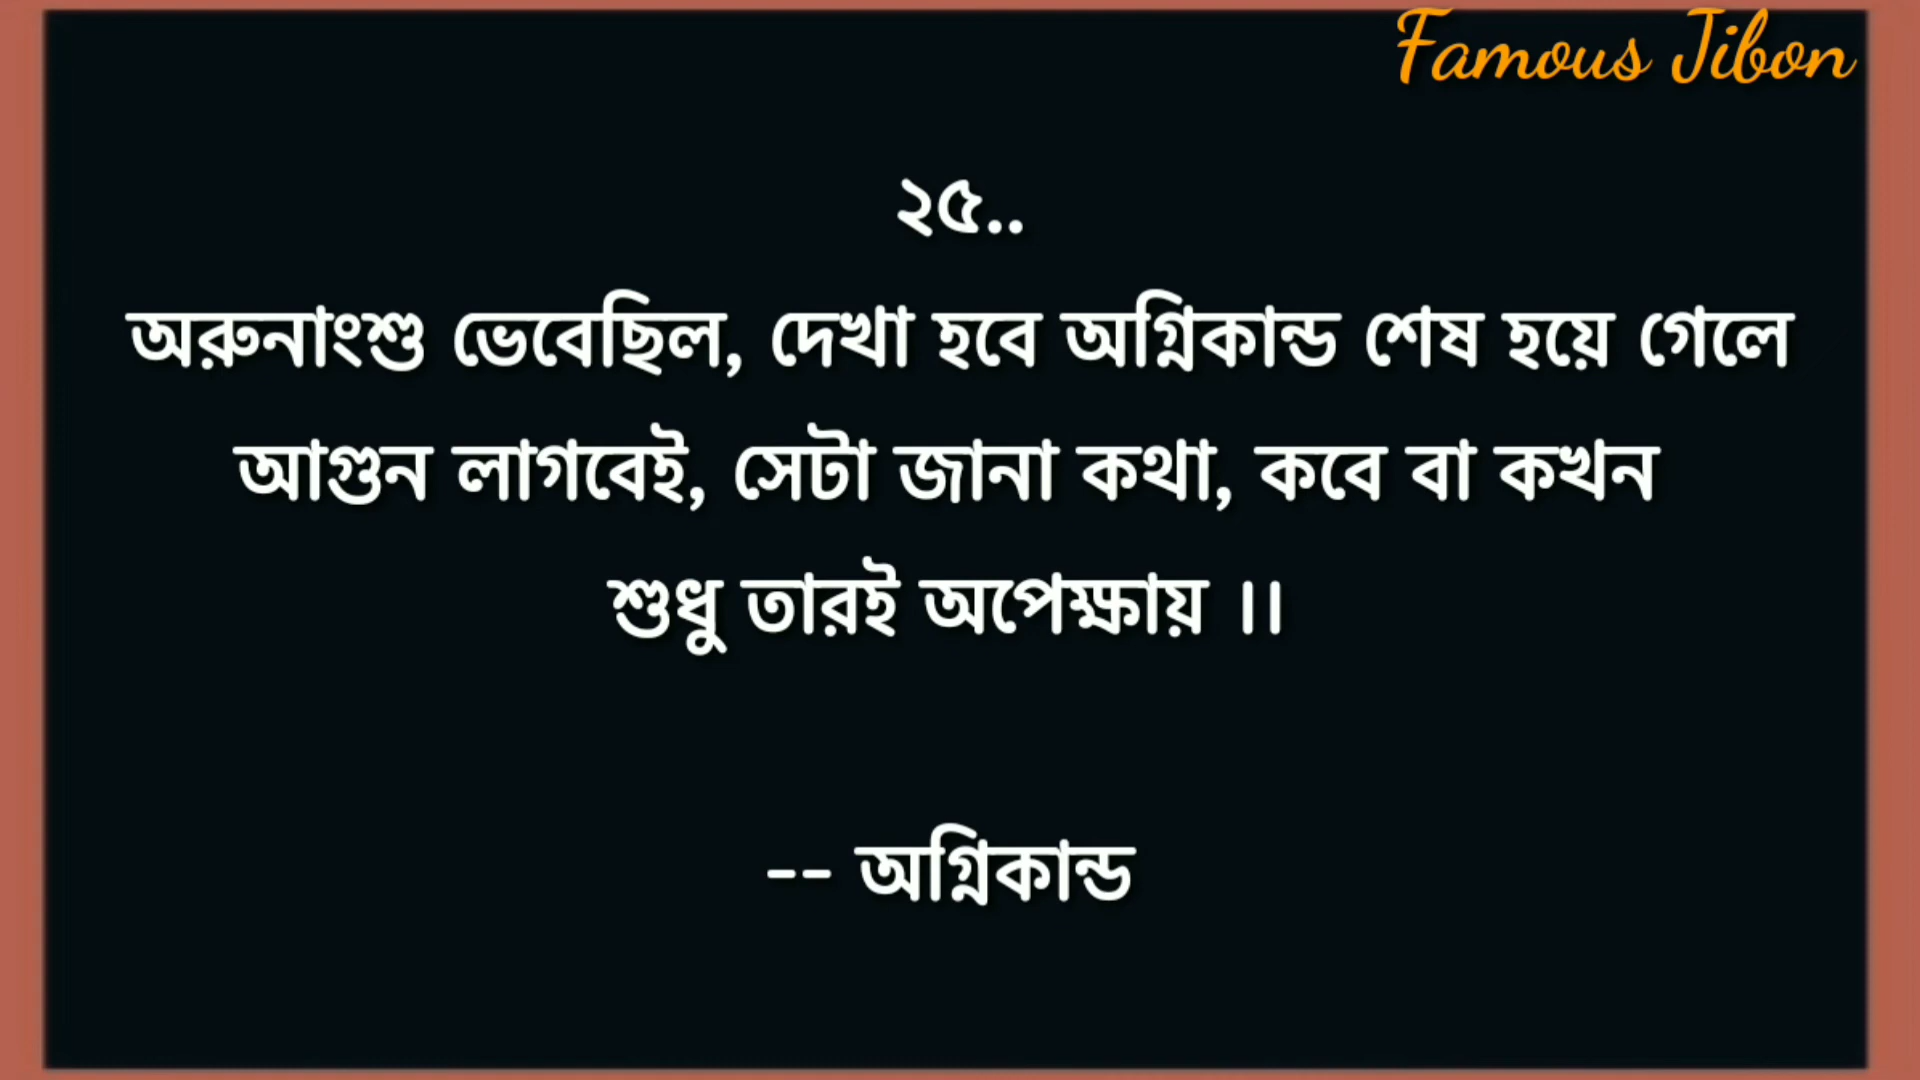 Famous Jibon
২৫..
অরুনাংশু ভেবেছিল, দেখা হবে অগ্নিকান্ড শেষ হয়ে গেলে
আগুন লাগবেই, সেটা জানা কথা, কবে বা কখন
শুধু তারই অপেক্ষায় ।।
-- অগ্নিকান্ড